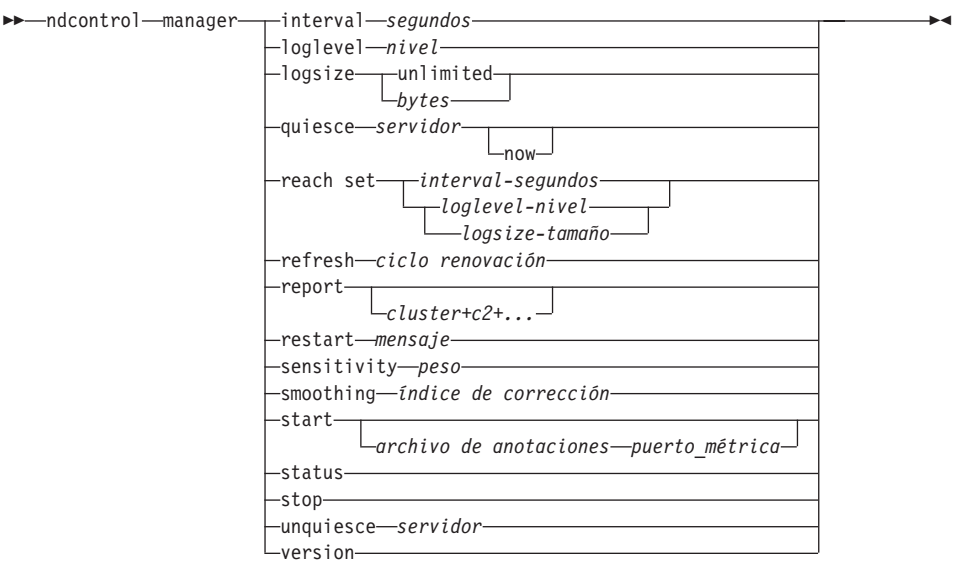 ndcontrol manager interval segundos
loglevel nivel
logsize unlimited
bytes
quiesce servidor
now
reach set interval-segundos
loglevel-nivel
logsize-tamaño
refresh ciclo renovación
report
cluster+c2+...
restart mensaje
sensitivity peso
smoothing índice de corrección
start
archivo de anotaciones puerto_métrica
status
stop
unquiesce servidor
version